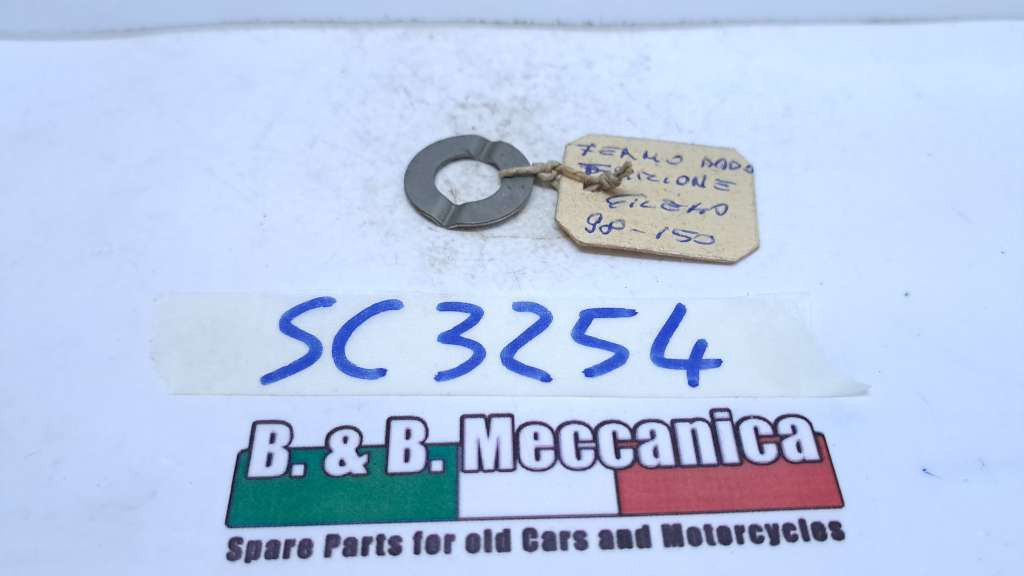 FERMO DADO
FRIZIONE
GILERA
98-150
SC3254
B. & B. Meccanica
Spare Parts for old Cars and Motorcycles